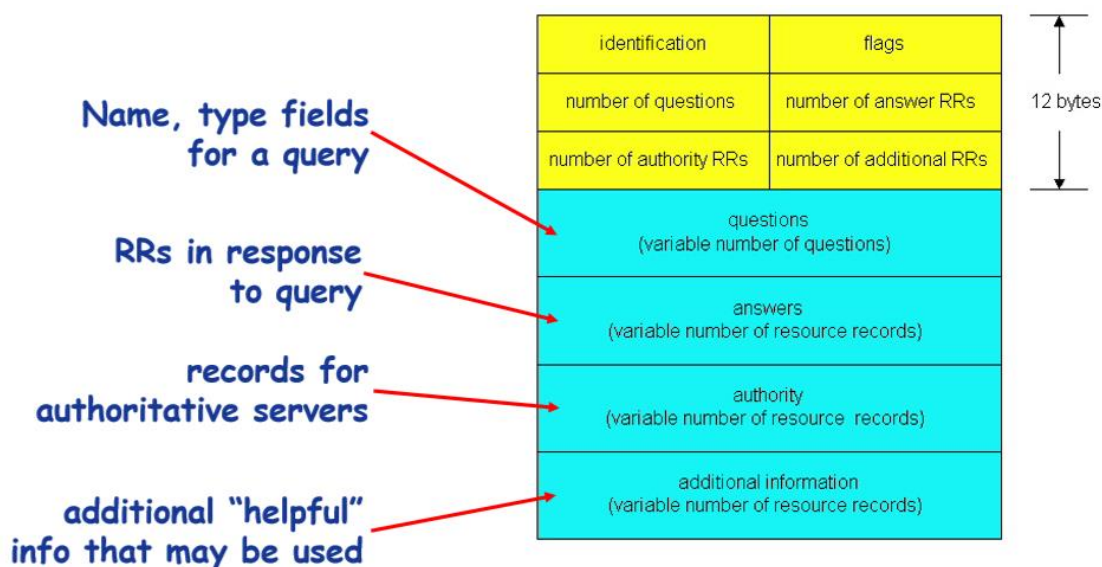 identification
flags
number of questions
number of answer RRs
12 bytes
number of authority RRs
number of additional RRs
Name, type fields
for a query
questions
(variable number of questions)
RRs in response
to query
answers
(variable number of resource records)
records for
authoritative servers
authority
(variable number of resource records)
additional "helpful"
info that may be used
additional information
(variable number of resource records)